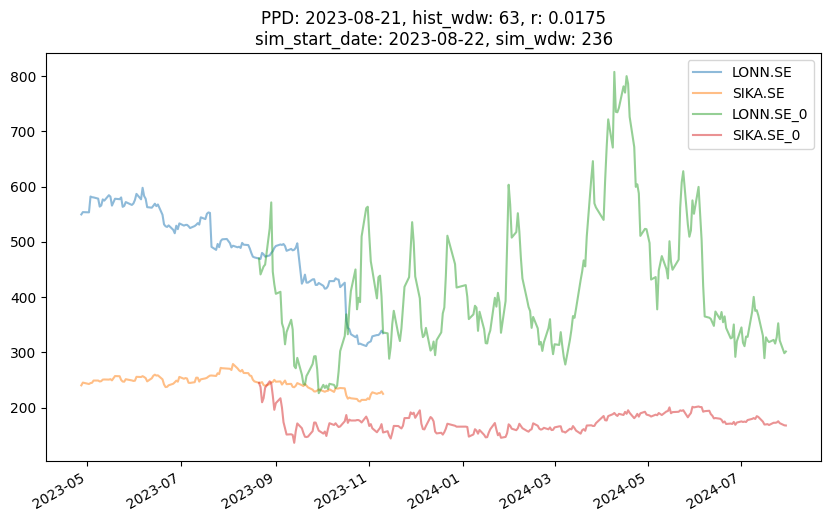 PPD: 2023-08-21, hist_wdw: 63, r: 0.0175
sim_start_date: 2023-08-22, sim_wdw: 236
LONN.SE
SIKA.SE
LONN.SE_0
SIKA.SE_0
800
700
600
500
400
300
200
2023-05
2023-07
2023-09
2023-11
2024-01
2024-03
2024-05
2024-07